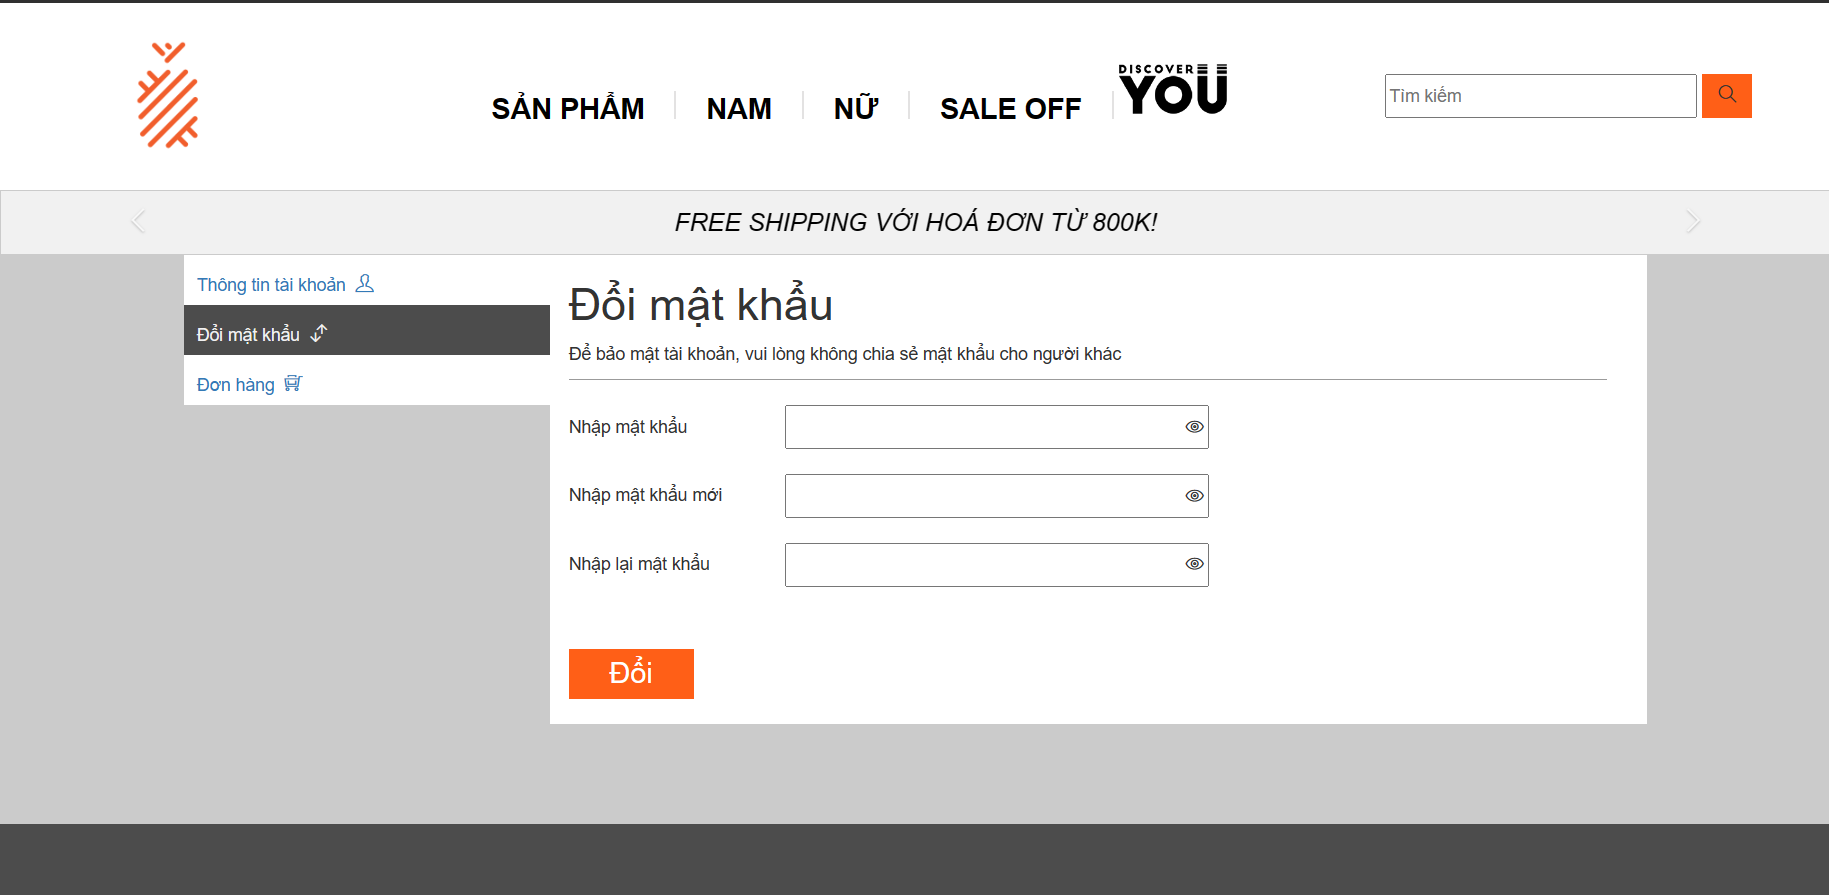 SẢN PHẨM
NAM
NỮ
SALE OFF
DISCOVER
YOU
Tìm kiếm
FREE SHIPPING VỚI HOÁ ĐƠN TỪ 800K!
Thông tin tài khoản
Đổi mật khẩu
Đơn hàng
Đổi mật khẩu
Để bảo mật tài khoản, vui lòng không chia sẻ mật khẩu cho người khác
Nhập mật khẩu
Nhập mật khẩu mới
Nhập lại mật khẩu
Đổi